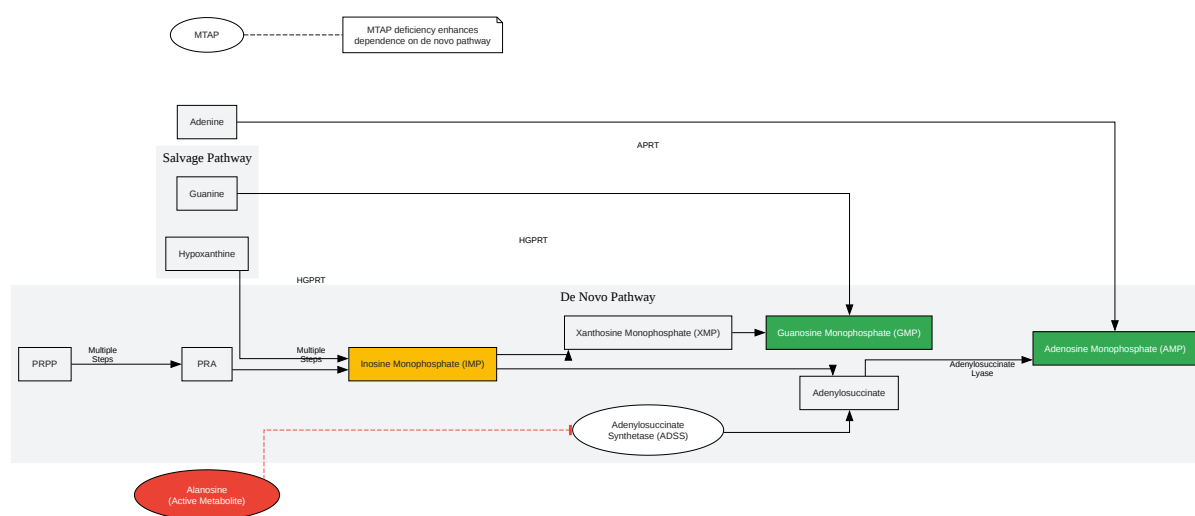 MTAP
MTAP deficiency enhances
dependence on de novo pathway
Adenine
APRT
Salvage Pathway
Guanine
HGPRT
Hypoxanthine
HGPRT
De Novo Pathway
Xanthosine Monophosphate (XMP)
Guanosine Monophosphate (GMP)
PRPP
Multiple
Steps
PRA
Multiple
Steps
Inosine Monophosphate (IMP)
Adenosine Monophosphate (AMP)
Adenylosuccinate
Lyase
Adenylosuccinate
Adenylosuccinate
Synthetase (ADSS)
Alanosine
(Active Metabolite)